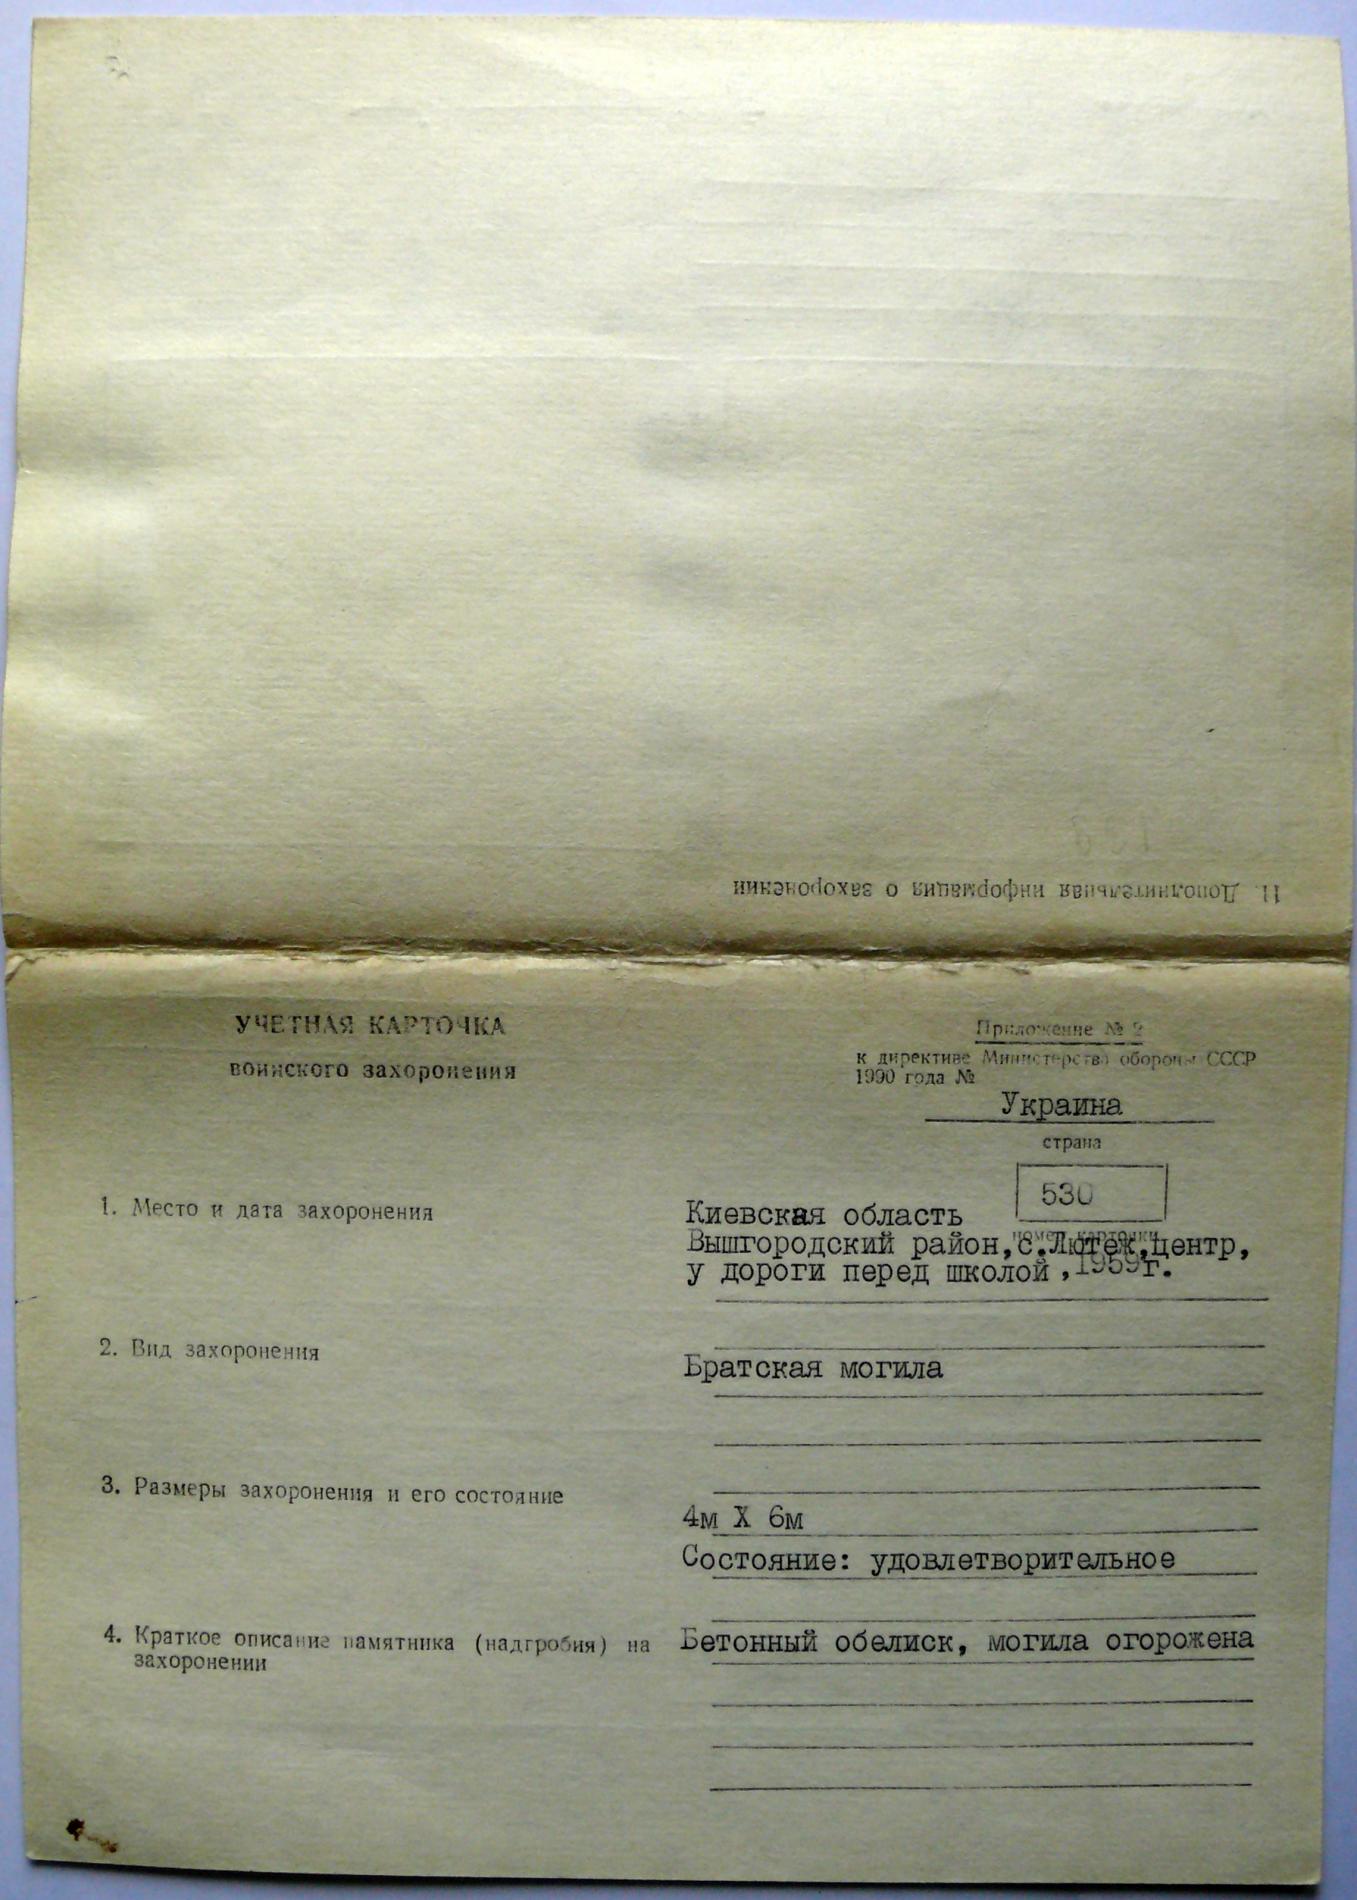 11. Дополнительная информация о захоронении
УЧЕТНАЯ КАРТОЧКА
воинского захоронения
Приложение № 2
к директиве Министерства обороны СССР
1990 года №
Украина
страна
530
номер карточки
1. Место и дата захоронения
Киевская область
Вышгородский район,с.Лютеж,центр,
у дороги перед школой ,1959г.
2. Вид захоронения
Братская могила
3. Размеры захоронения и его состояние
4м X 6м
Состояние: удовлетворительное
4. Краткое описание памятника (надгробия) на
захоронении
Бетонный обелиск, могила огорожена